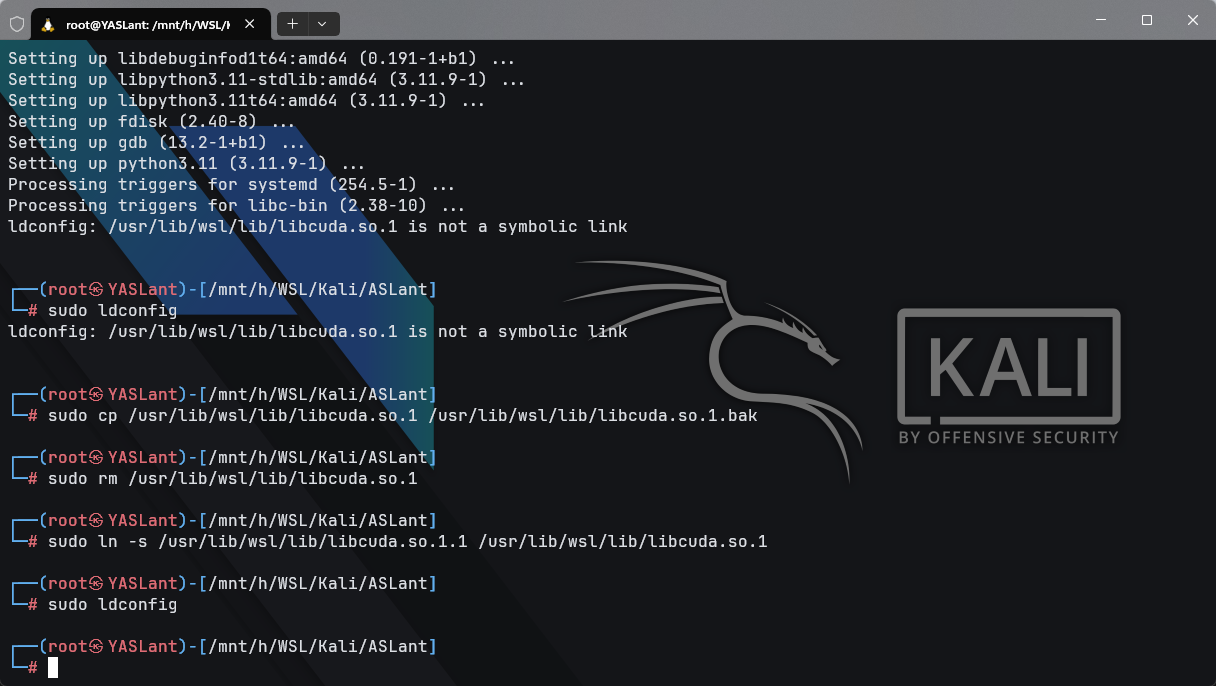 root@YASLant: /mnt/h/WSL/K
Setting up libdebuginfod1t64:amd64 (0.191-1+b1) ...
Setting up libpython3.11-stdlib:amd64 (3.11.9-1) ...
Setting up libpython3.11t64:amd64 (3.11.9-1) ...
Setting up fdisk (2.40-8) ...
Setting up gdb (13.2-1+b1) ...
Setting up python3.11 (3.11.9-1) ...
Processing triggers for systemd (254.5-1) ...
Processing triggers for libc-bin (2.38-10) ...
ldconfig: /usr/lib/wsl/lib/libcuda.so.1 is not a symbolic link
┌──(root㉿YASLant)-[/mnt/h/WSL/Kali/ASLant]
└─# sudo ldconfig
ldconfig: /usr/lib/wsl/lib/libcuda.so.1 is not a symbolic link
┌──(root㉿YASLant)-[/mnt/h/WSL/Kali/ASLant]
└─# sudo cp /usr/lib/wsl/lib/libcuda.so.1 /usr/lib/wsl/lib/libcuda.so.1.bak
┌──(root㉿YASLant)-[/mnt/h/WSL/Kali/ASLant]
└─# sudo rm /usr/lib/wsl/lib/libcuda.so.1
┌──(root㉿YASLant)-[/mnt/h/WSL/Kali/ASLant]
└─# sudo ln -s /usr/lib/wsl/lib/libcuda.so.1.1 /usr/lib/wsl/lib/libcuda.so.1
┌──(root㉿YASLant)-[/mnt/h/WSL/Kali/ASLant]
└─# sudo ldconfig
┌──(root㉿YASLant)-[/mnt/h/WSL/Kali/ASLant]
└─#
KALI
BY OFFENSIVE SECURITY